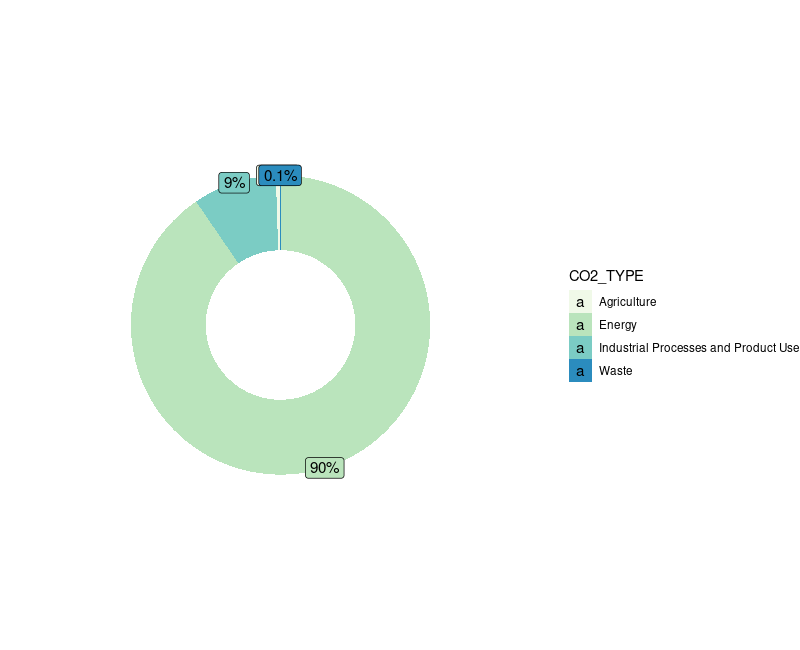 9%
0.1%
90%
CO2_TYPE
a Agriculture
a Energy
a Industrial Processes and Product Use
a Waste